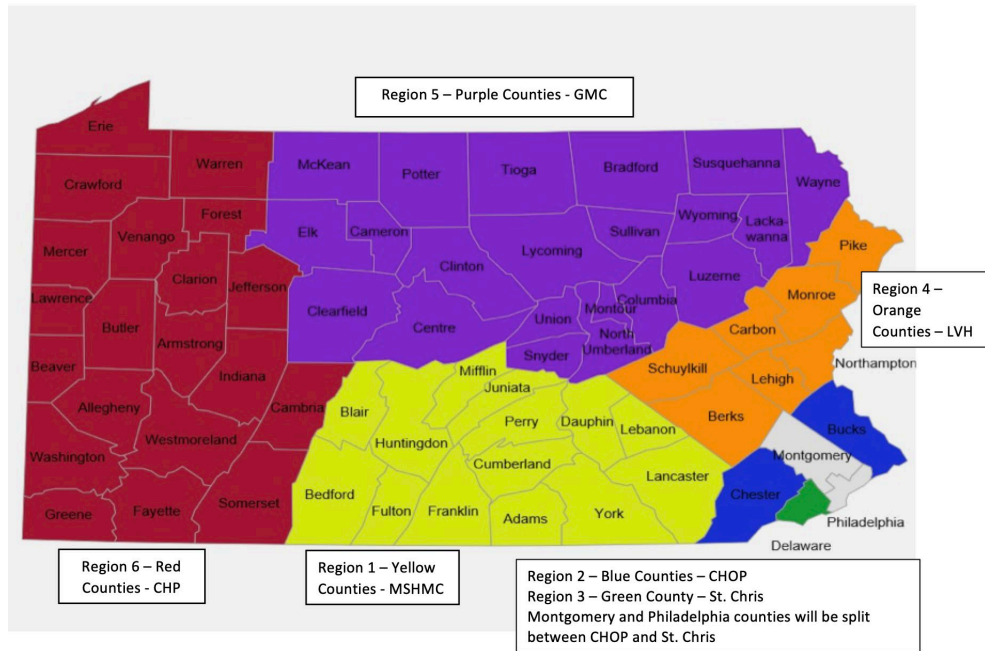 Region 5 – Purple Counties - GMC
Erie
Warren
McKean
Potter
Tioga
Bradford
Susquehanna
Wayne
Crawford
Forest
Venango
Elk
Cameron
Lycoming
Sullivan
Wyoming
Lacka-
wanna
Pike
Mercer
Clarion
Jefferson
Clinton
Luzerne
Lawrence
Butler
Armstrong
Clearfield
Centre
Union
Montour
Columbia
North
Umberland
Snyder
Monroe
Carbon
Region 4 –
Orange
Counties – LVH
Beaver
Indiana
Allegheny
Cambria
Blair
Mifflin
Juniata
Schuylkill
Lehigh
Northampton
Westmoreland
Huntingdon
Perry
Dauphin
Lebanon
Berks
Bucks
Washington
Cumberland
Lancaster
Montgomery
Greene
Fayette
Somerset
Bedford
Fulton
Franklin
Adams
York
Chester
Philadelphia
Delaware
Region 6 – Red
Counties - CHP
Region 1 – Yellow
Counties - MSHMC
Region 2 – Blue Counties – CHOP
Region 3 – Green County – St. Chris
Montgomery and Philadelphia counties will be split
between CHOP and St. Chris